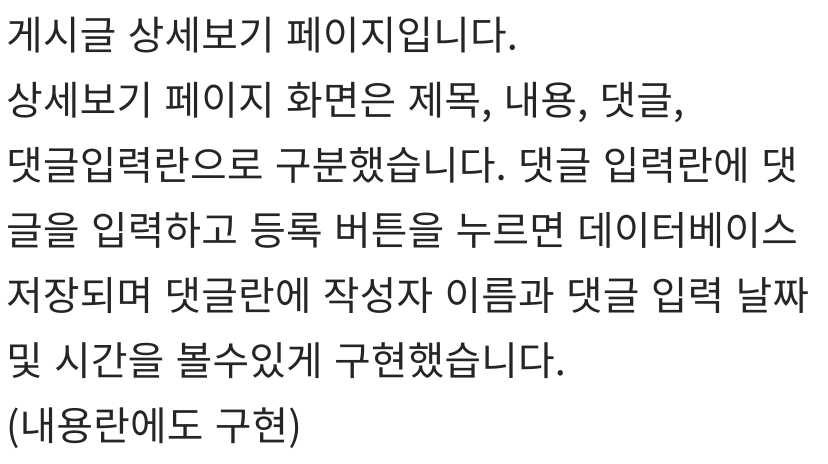 게시글 상세보기 페이지입니다.
상세보기 페이지 화면은 제목, 내용, 댓글,
댓글입력란으로 구분했습니다. 댓글 입력란에 댓
글을 입력하고 등록 버튼을 누르면 데이터베이스
저장되며 댓글란에 작성자 이름과 댓글 입력 날짜
및 시간을 볼수있게 구현했습니다.
(내용란에도 구현)